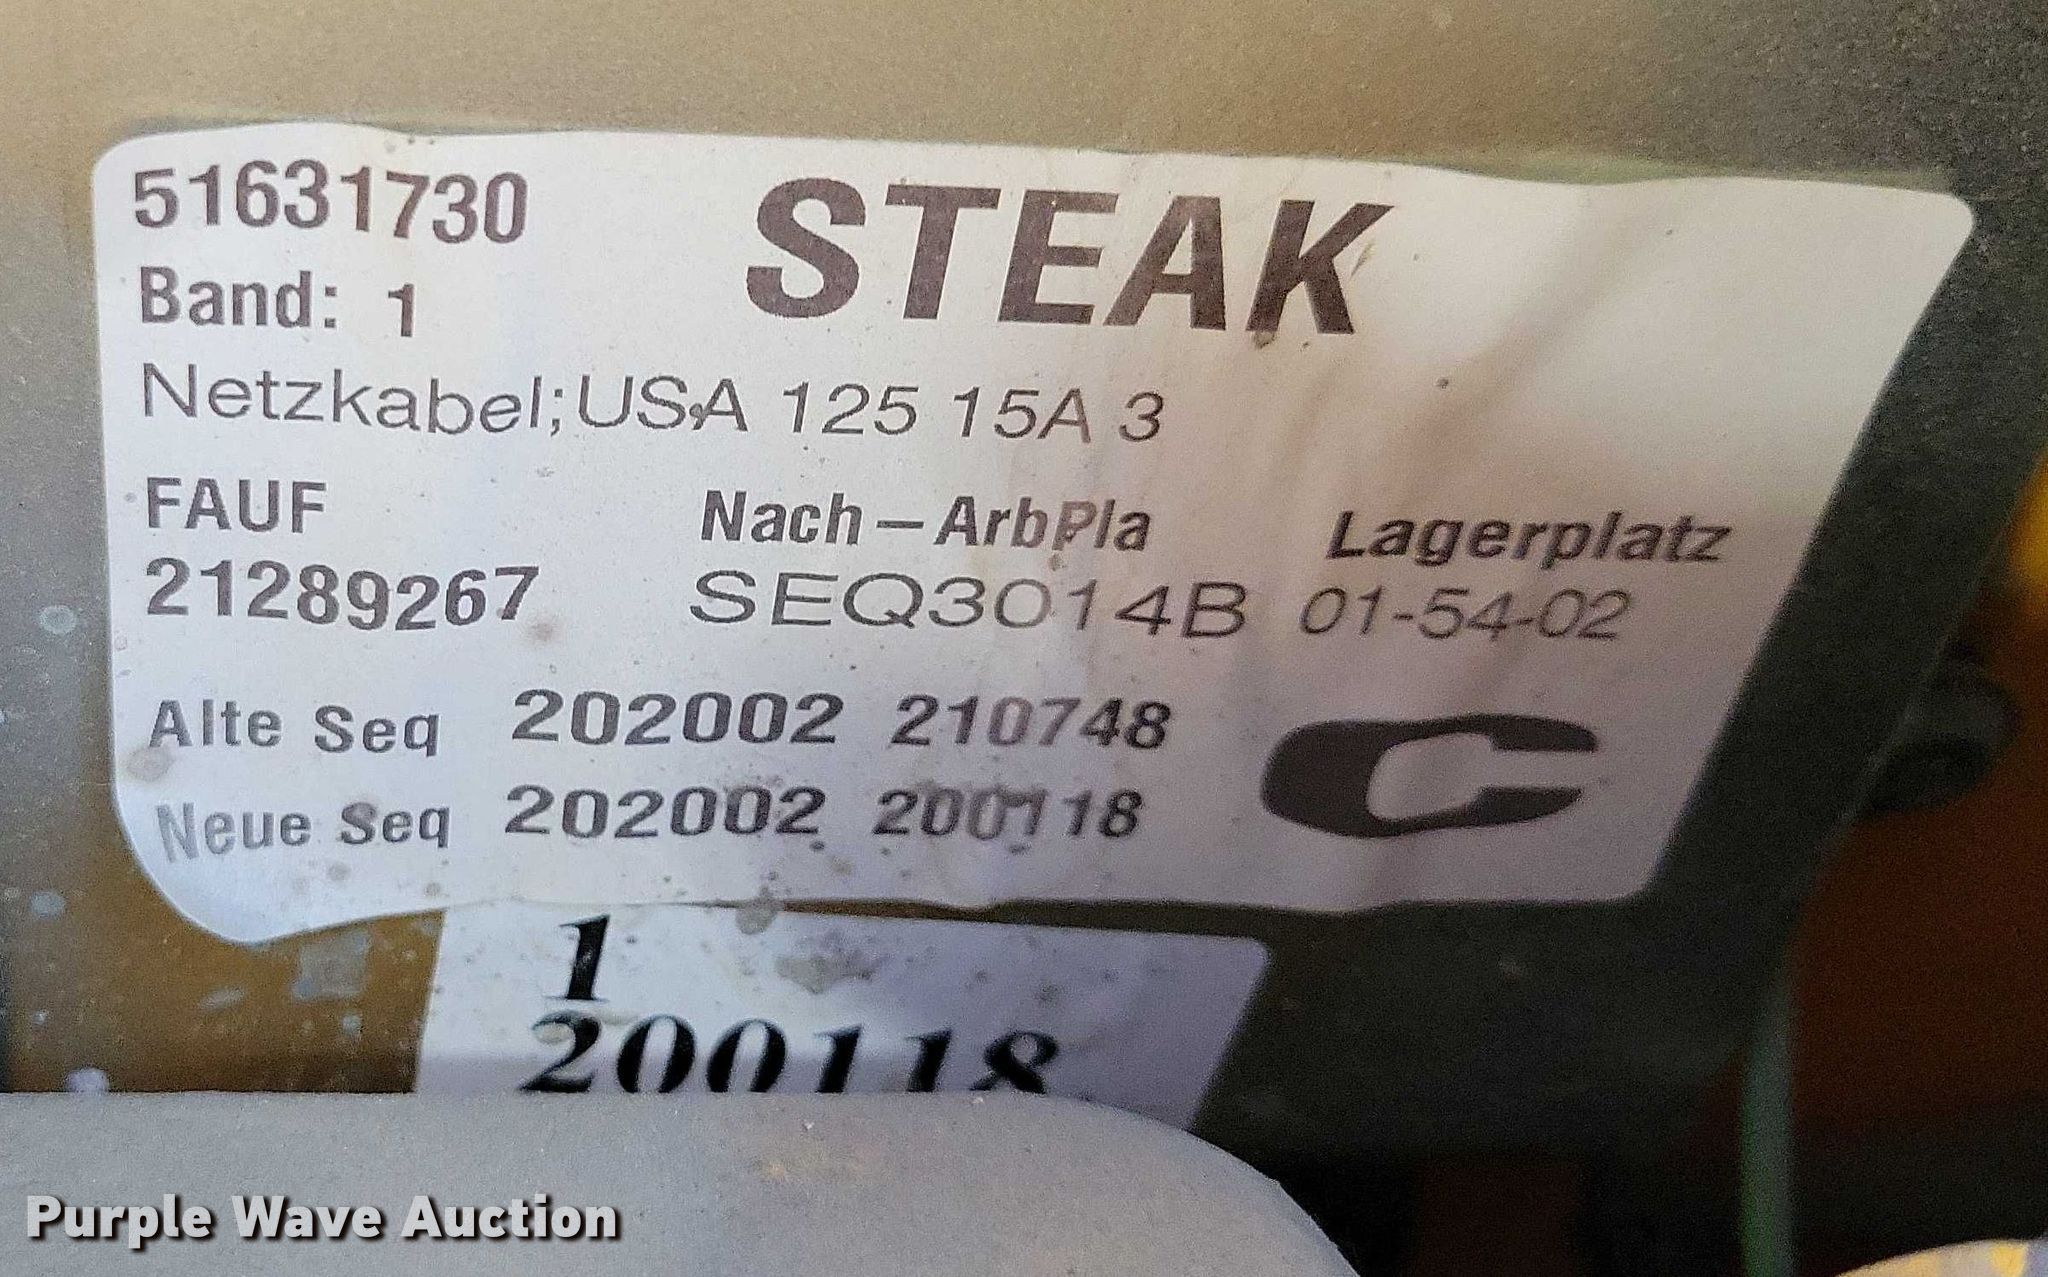 51631730 STEAK
Band: 1
Netzkabel;USA 125 15A 3
FAUF Nach-ArbPla Lagerplatz
21289267 SEQ3014B 01-54-02
Alte Seq 202002 210748
Neue Seq 202002 200118
C
1
200118
Purple Wave Auction